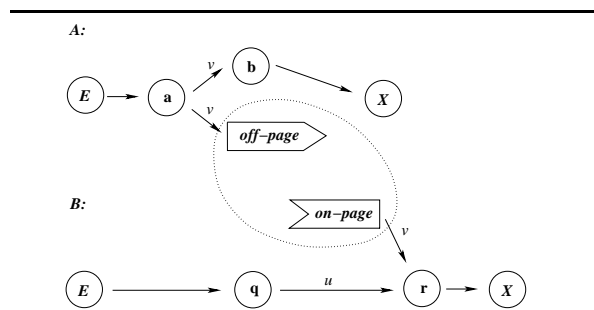 A:
v b
E a X
v
off-page
B:
on-page
v
E q u r X